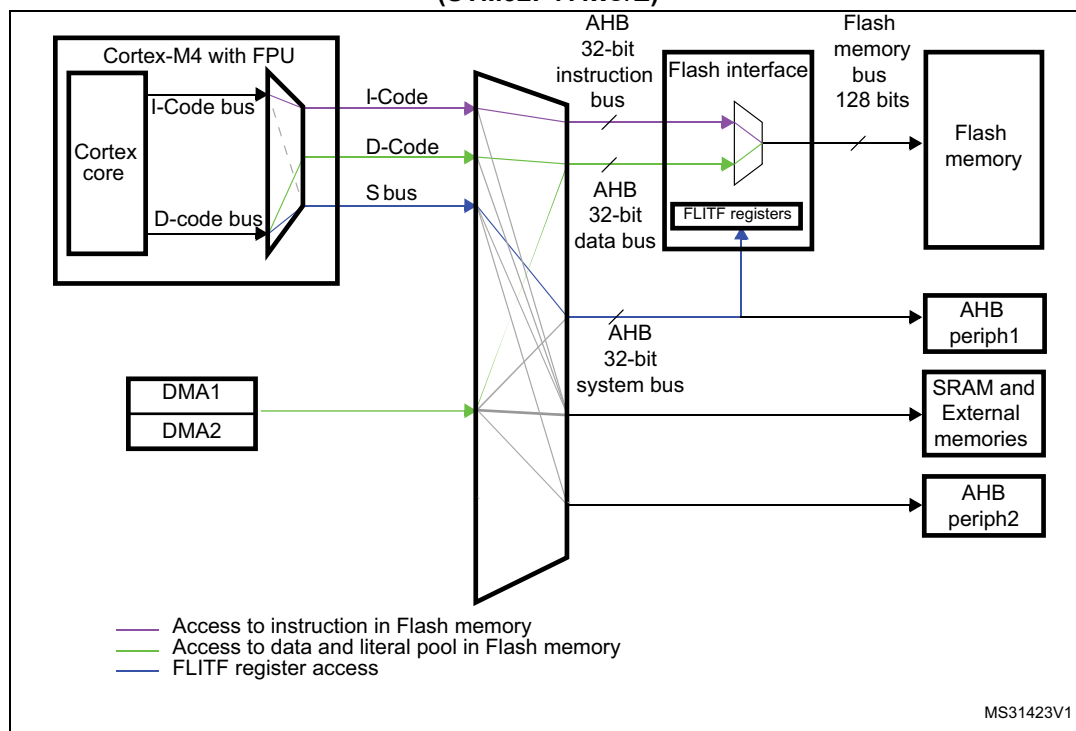 Cortex-M4 with FPU
Cortex
core
I-Code bus
D-code bus
I-Code
D-Code
S bus
AHB
32-bit
instruction
bus
AHB
32-bit
data bus
AHB
32-bit
system bus
Flash interface
FLITF registers
Flash
memory
bus
128 bits
Flash
memory
AHB
periph1
SRAM and
External
memories
AHB
periph2
DMA1
DMA2
Access to instruction in Flash memory
Access to data and literal pool in Flash memory
FLITF register access
MS31423V1